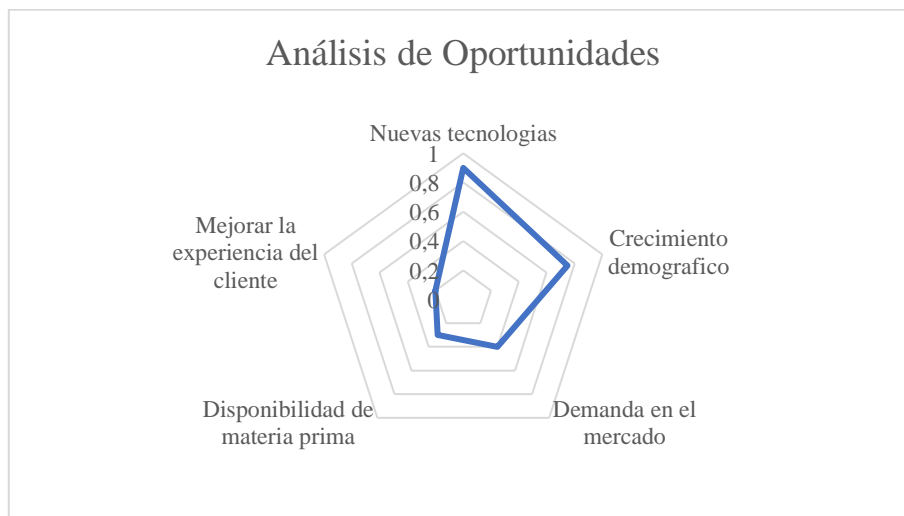 Análisis de Oportunidades
Nuevas tecnologias
1
0,8
0,6
0,4
0,2
0
Crecimiento
demografico
Demanda en el
mercado
Disponibilidad de
materia prima
Mejorar la
experiencia del
cliente